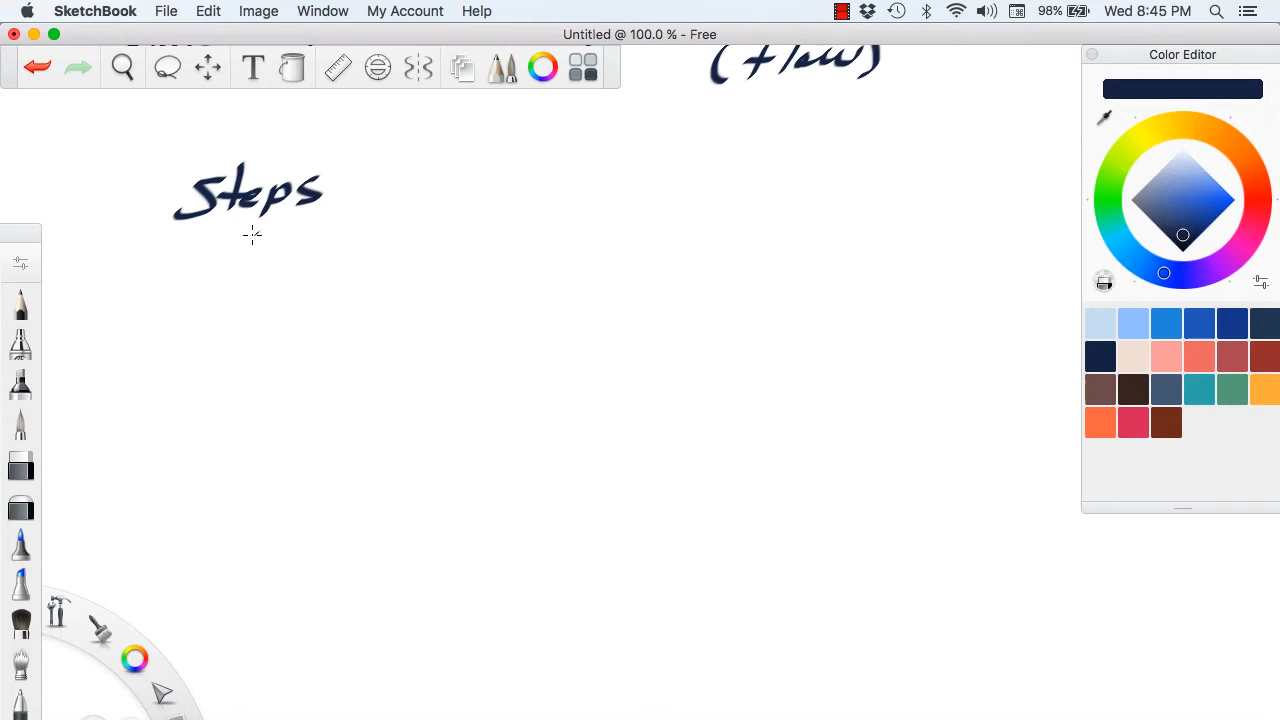 SketchBook File Edit Image Window My Account Help 98% Wed 8:45 PM
Untitled @ 100.0 % - Free
Color Editor
(flow)
T
Steps